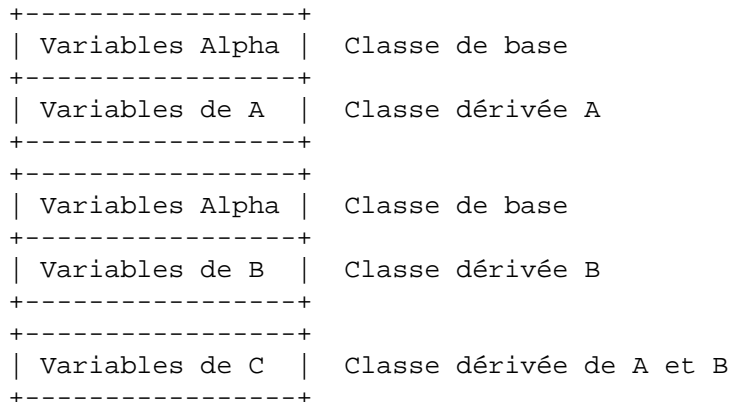 +-----------------+
| Variables Alpha |  Classe de base
+-----------------+
| Variables de A  |  Classe dérivée A
+-----------------+
+-----------------+
| Variables Alpha |  Classe de base
+-----------------+
| Variables de B  |  Classe dérivée B
+-----------------+
+-----------------+
| Variables de C  |  Classe dérivée de A et B
+-----------------+